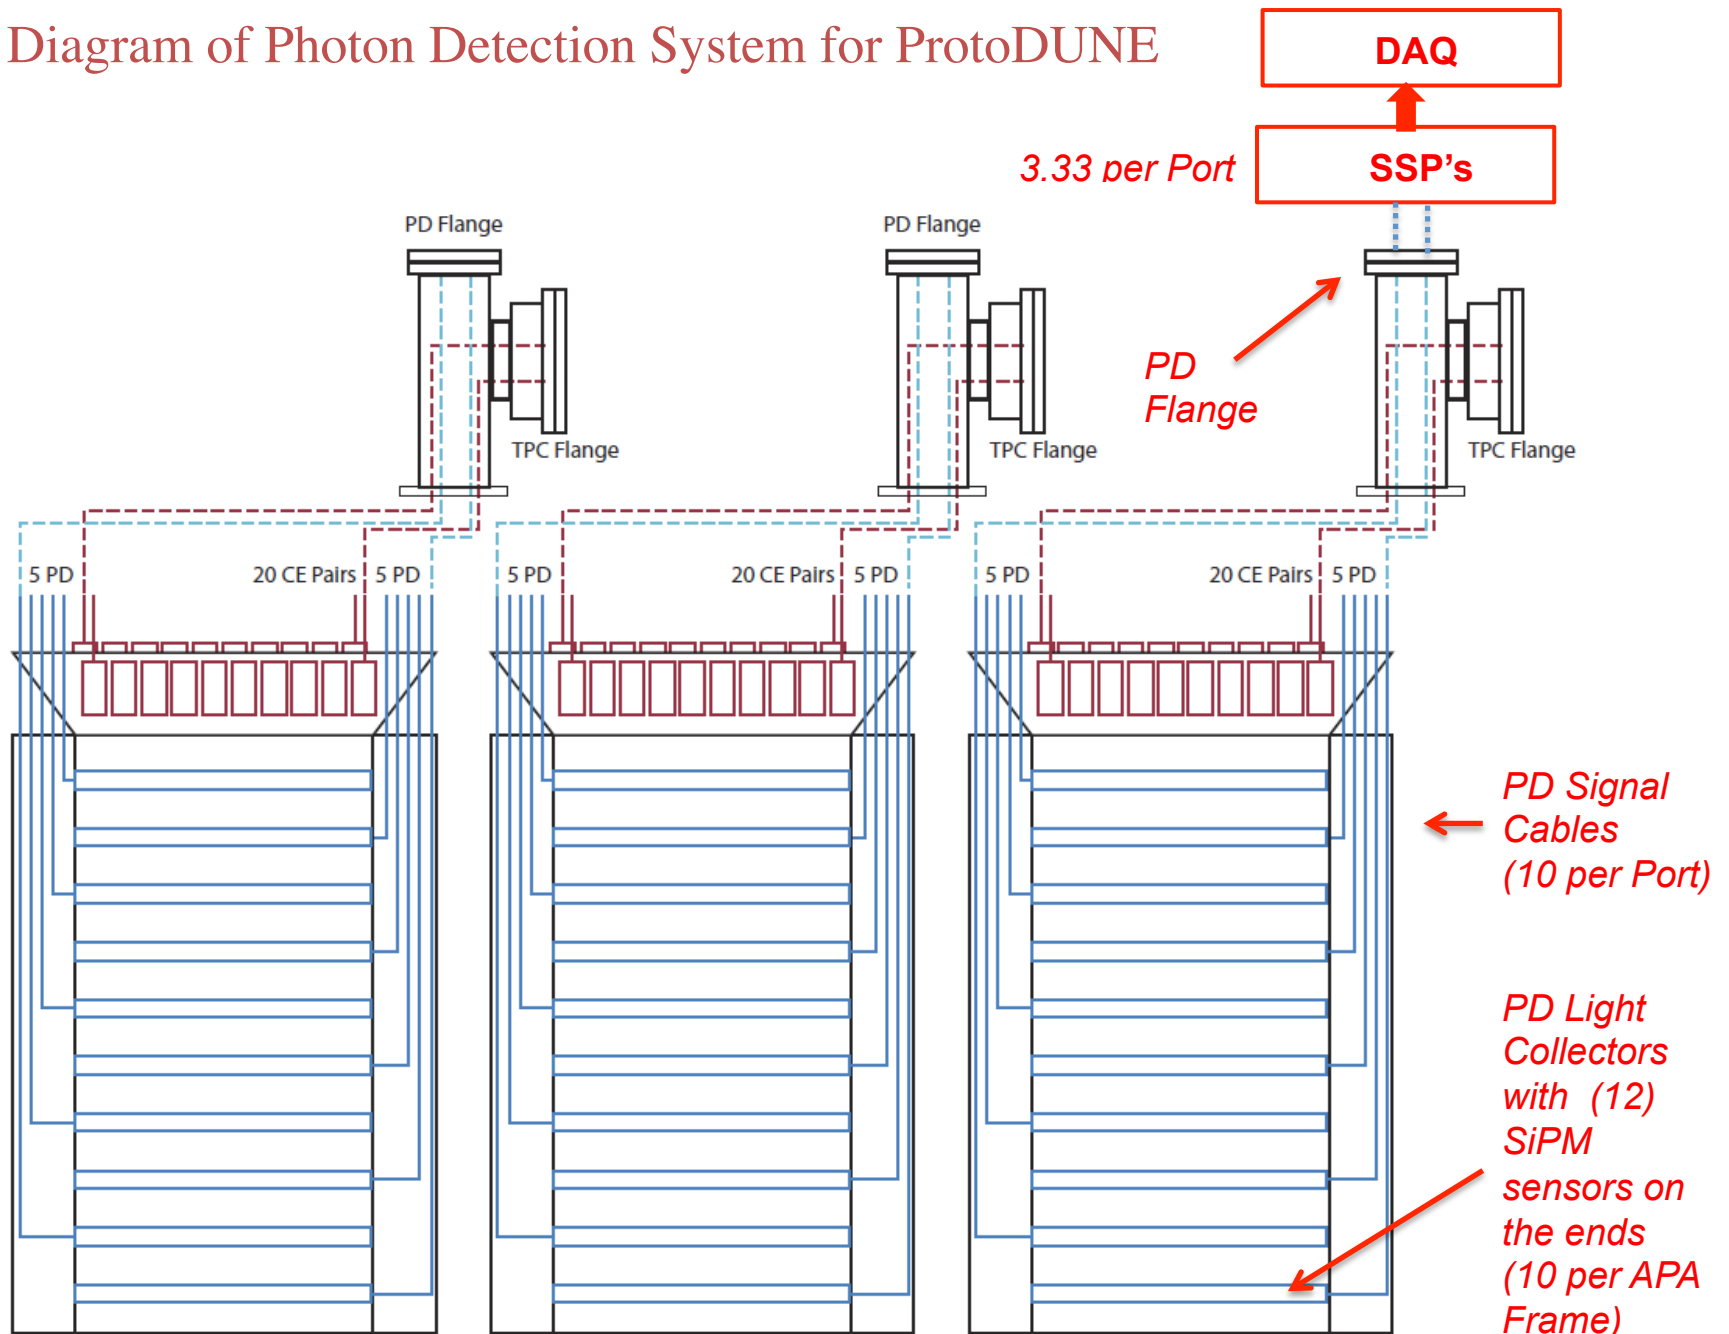 Diagram of Photon Detection System for ProtoDUNE
DAQ
3.33 per Port
SSP's
PD Flange
PD Flange
PD
Flange
TPC Flange
TPC Flange
TPC Flange
5 PD
20 CE Pairs
5 PD
5 PD
20 CE Pairs
5 PD
5 PD
20 CE Pairs
5 PD
PD Signal
Cables
(10 per Port)
PD Light
Collectors
with (12)
SiPM
sensors on
the ends
(10 per APA
Frame)